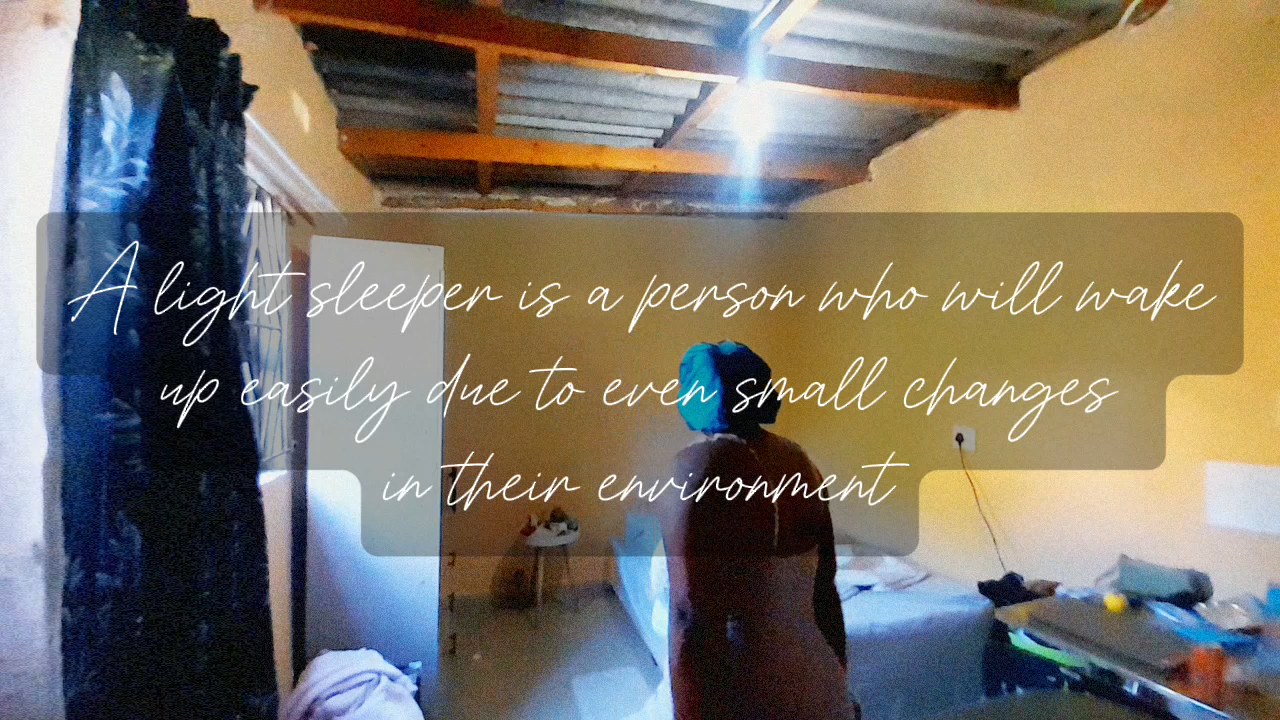 A light sleeper is a person who will wake
up easily due to even small changes
in their environment